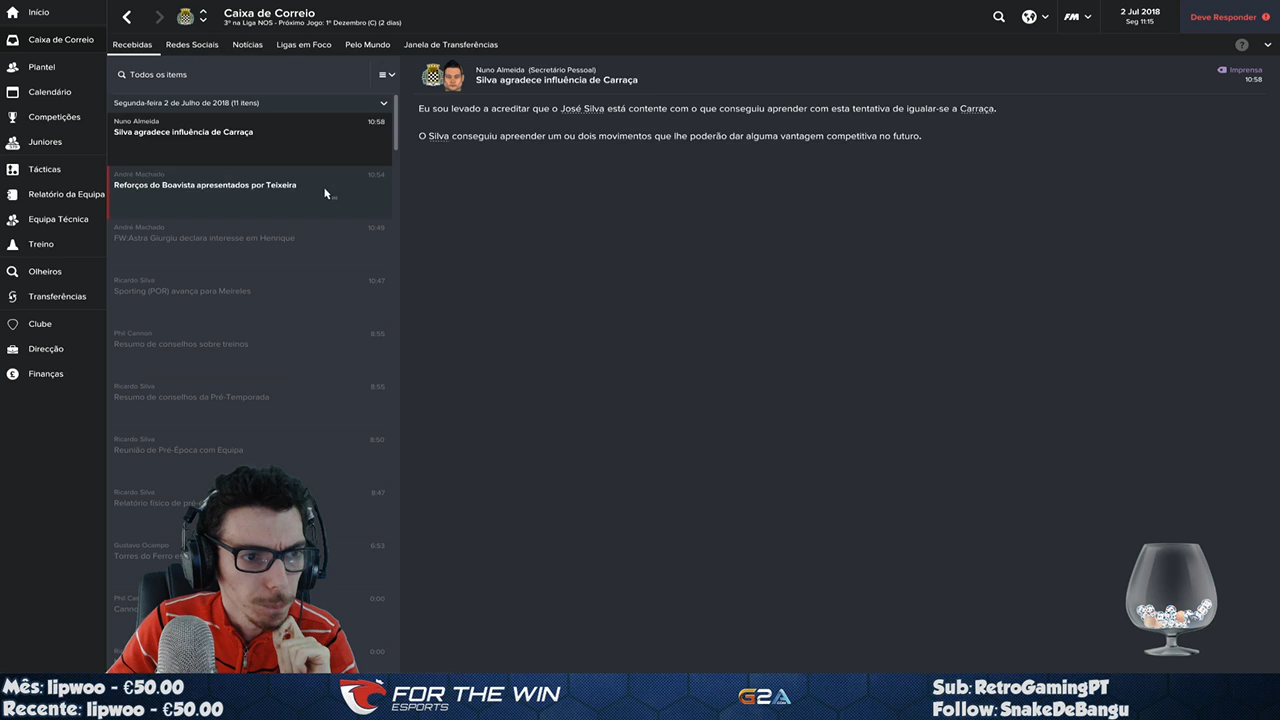 Início
Caixa de Correio
Plantel
Calendário
Competições
Juniores
Tácticas
Relatório da Equipa
Equipa Técnica
Treino
Olheiros
Transferências
Clube
Direcção
Finanças
Caixa de Correio
3º na Liga NOS - Próximo Jogo: 1º Dezembro (C) (2 dias)
FM
2 Jul 2018
Seg 11:15
Deve Responder
Recebidas
Redes Sociais
Notícias
Ligas em Foco
Pelo Mundo
Janela de Transferências
Todos os items
Segunda-feira 2 de Julho de 2018 (11 itens)
Nuno Almeida 10:58
Silva agradece influência de Carraça
André Machado 10:54
Reforços do Boavista apresentados por Teixeira
André Machado 10:49
FW:Astra Giurgiu declara interesse em Henrique
Ricardo Silva 10:47
Sporting (POR) avança para Meireles
Phil Cannon 8:55
Resumo de conselhos sobre treinos
Ricardo Silva 8:55
Resumo de conselhos da Pré-Temporada
Ricardo Silva 8:50
Reunião de Pré-Época com Equipa
Ricardo Silva 8:47
Relatório físico de pré-
Gustavo Ocampo 6:53
Torres do Ferro es
Phil Ca 0:00
Canno
Ricard 0:00
Nuno Almeida (Secretário Pessoal)
Silva agradece influência de Carraça
Imprensa
10:58
Eu sou levado a acreditar que o José Silva está contente com o que conseguiu aprender com esta tentativa de igualar-se a Carraça.
O Silva conseguiu apreender um ou dois movimentos que lhe poderão dar alguma vantagem competitiva no futuro.
Mês: lipwoo - €50.00
Recente: lipwoo - €50.00
FOR THE WIN
ESPORTS
G2A.COM
Sub: RetroGamingPT
Follow: SnakeDeBangu